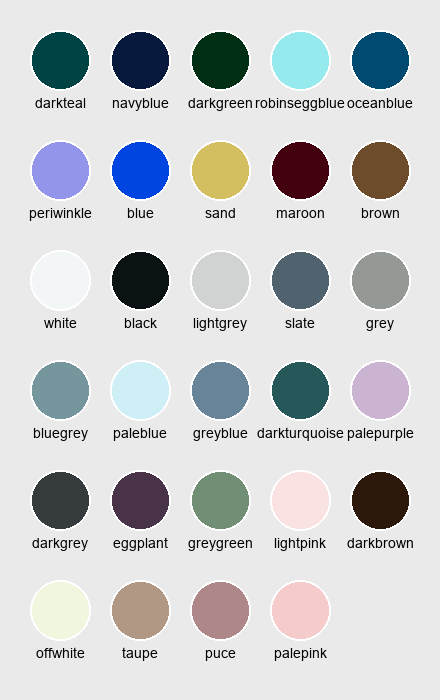 darkteal navyblue darkgreen robinseggblue oceanblue
periwinkle blue sand maroon brown
white black lightgrey slate grey
bluegrey paleblue greyblue darkturquoise palepurple
darkgrey eggplant greygreen lightpink darkbrown
offwhite taupe puce palepink